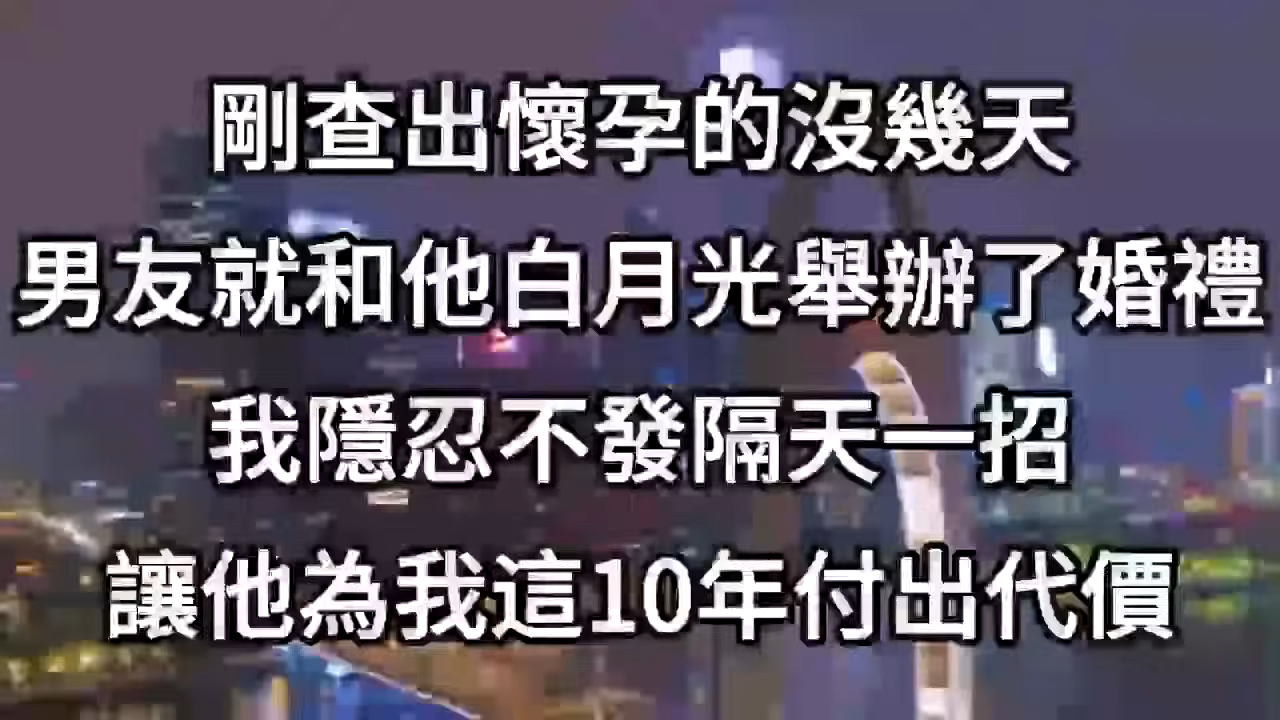 剛查出懷孕的沒幾天
男友就和他白月光舉辦了婚禮
我隱忍不發隔天一招
讓他為我這10年付出代價